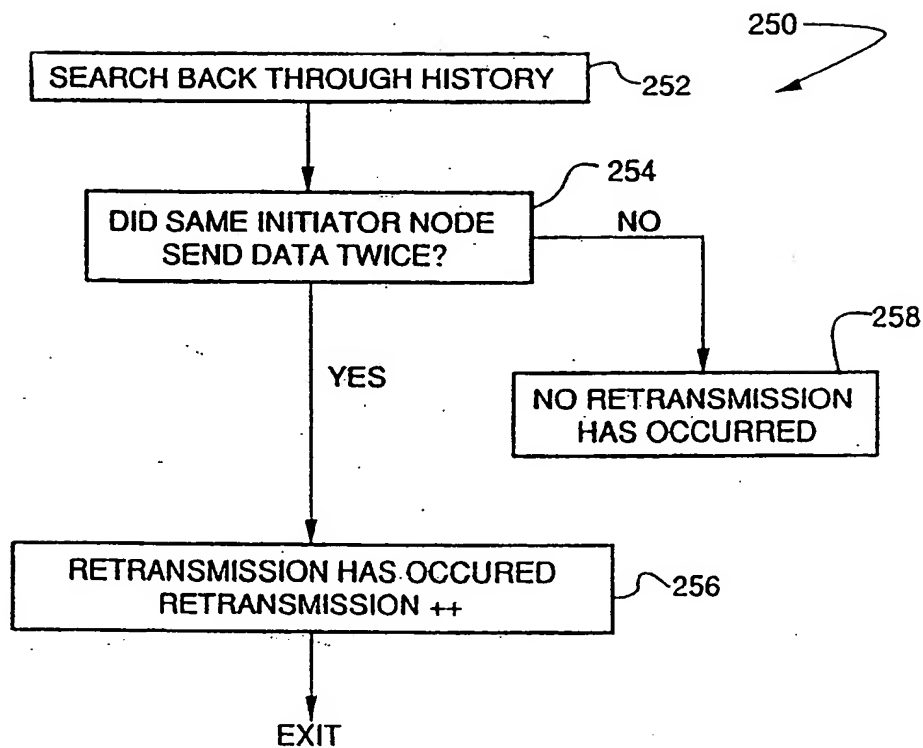 250
SEARCH BACK THROUGH HISTORY
252
254
DID SAME INITIATOR NODE
SEND DATA TWICE?
NO
258
YES
NO RETRANSMISSION
HAS OCCURRED
RETRANSMISSION HAS OCCURED
RETRANSMISSION ++
256
EXIT